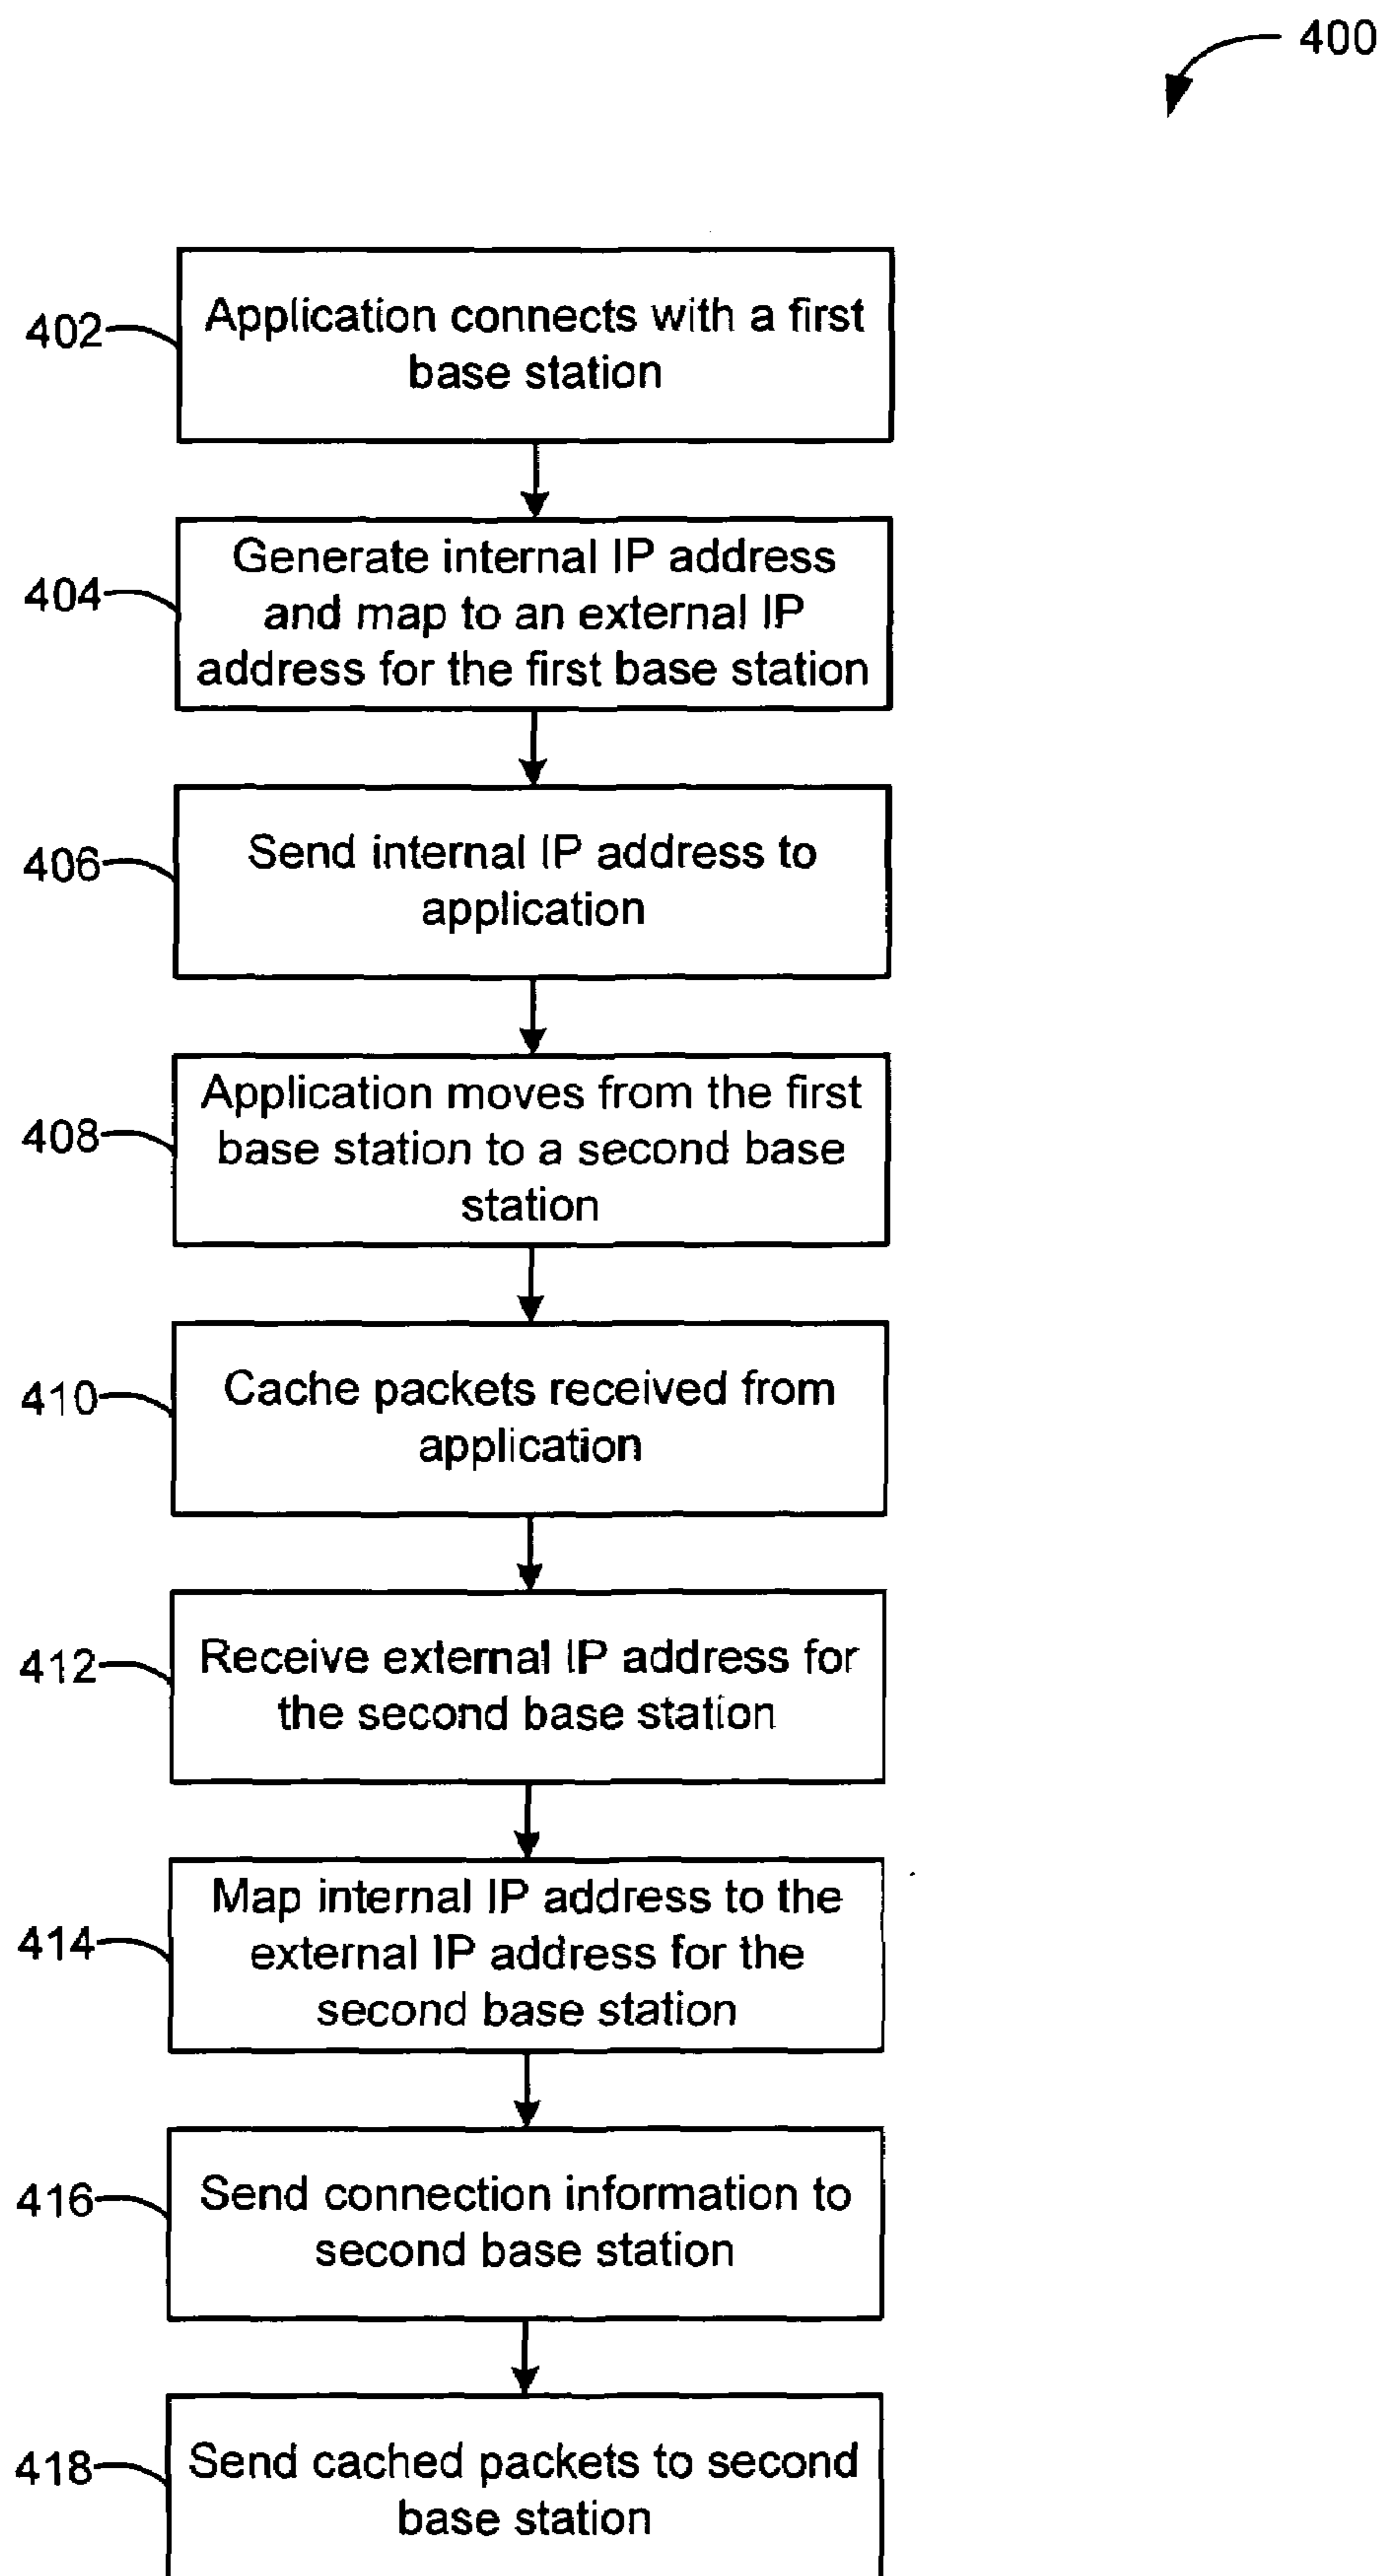 400
402
Application connects with a first
base station
404
Generate internal IP address
and map to an external IP
address for the first base station
406
Send internal IP address to
application
408
Application moves from the first
base station to a second base
station
410
Cache packets received from
application
412
Receive external IP address for
the second base station
414
Map internal IP address to the
external IP address for the
second base station
416
Send connection information to
second base station
418
Send cached packets to second
base station